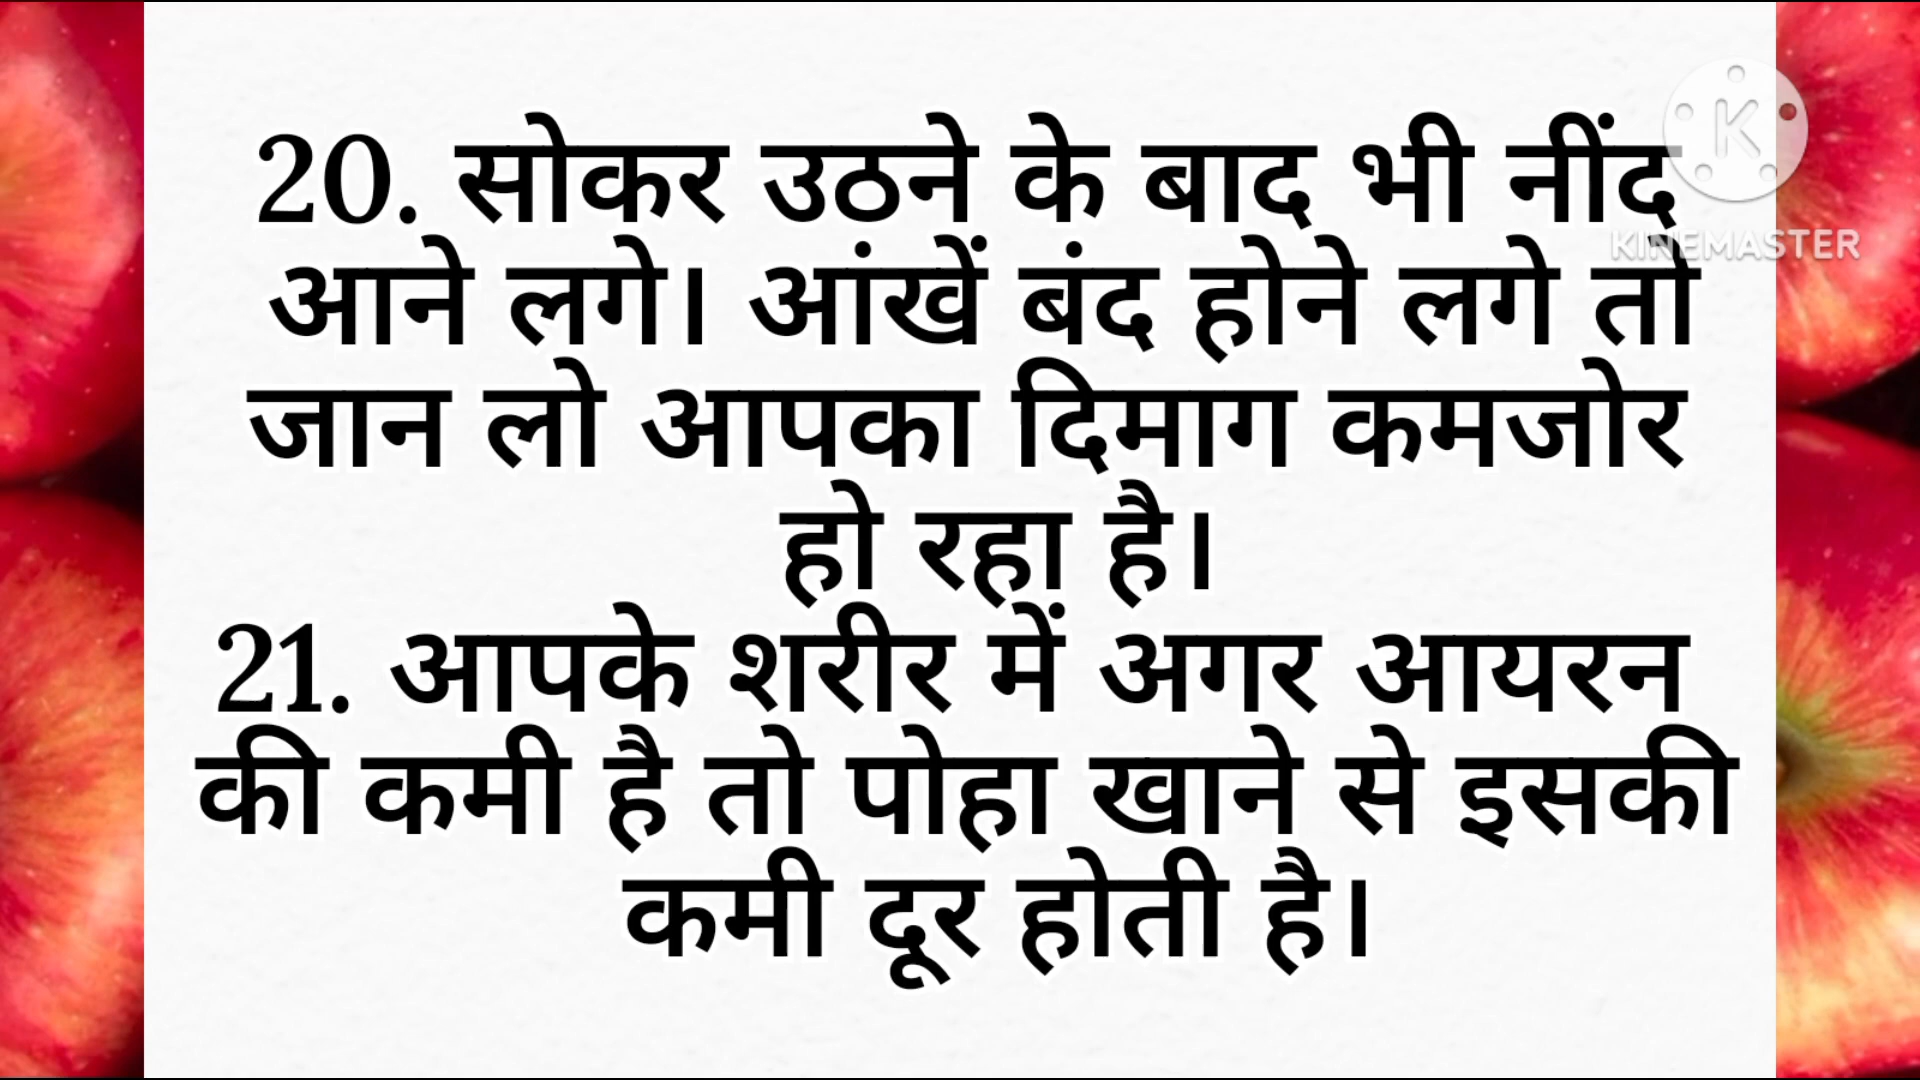 20. सोकर उठने के बाद भी नींद
आने लगे। आंखें बंद होने लगे तो
जान लो आपका दिमाग कमजोर
हो रहा है।
21. आपके शरीर में अगर आयरन
की कमी है तो पोहा खाने से इसकी
कमी दूर होती है।
K
KINEMASTER